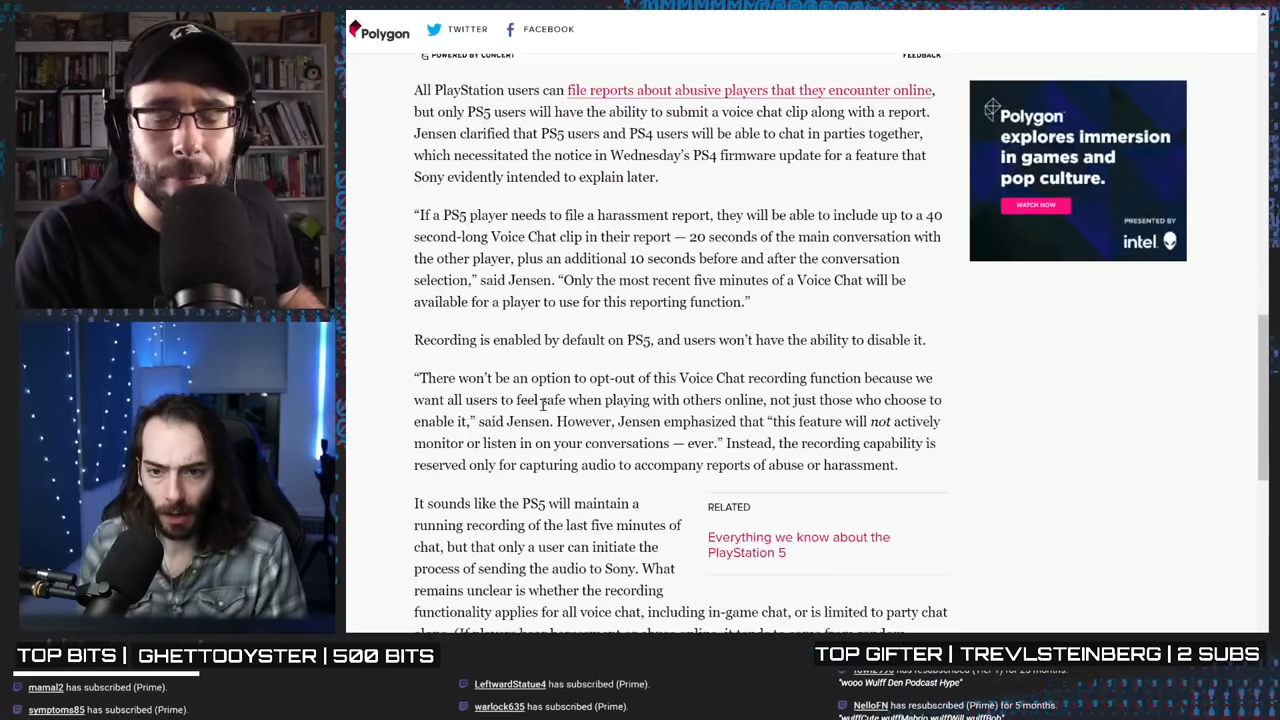 Polygon
TWITTER
FACEBOOK
POWERED BY CONCERT
FEEDBACK
All PlayStation users can file reports about abusive players that they encounter online,
but only PS5 users will have the ability to submit a voice chat clip along with a report.
Jensen clarified that PS5 users and PS4 users will be able to chat in parties together,
which necessitated the notice in Wednesday’s PS4 firmware update for a feature that
Sony evidently intended to explain later.
“If a PS5 player needs to file a harassment report, they will be able to include up to a 40
second-long Voice Chat clip in their report — 20 seconds of the main conversation with
the other player, plus an additional 10 seconds before and after the conversation
selection,” said Jensen. “Only the most recent five minutes of a Voice Chat will be
available for a player to use for this reporting function.”
Recording is enabled by default on PS5, and users won’t have the ability to disable it.
“There won’t be an option to opt-out of this Voice Chat recording function because we
want all users to feel safe when playing with others online, not just those who choose to
enable it,” said Jensen. However, Jensen emphasized that “this feature will not actively
monitor or listen in on your conversations — ever.” Instead, the recording capability is
reserved only for capturing audio to accompany reports of abuse or harassment.
It sounds like the PS5 will maintain a
running recording of the last five minutes of
chat, but that only a user can initiate the
process of sending the audio to Sony. What
remains unclear is whether the recording
functionality applies for all voice chat, including in-game chat, or is limited to party chat
RELATED
Everything we know about the
PlayStation 5
Polygon
explores immersion
in games and
pop culture.
WATCH NOW
PRESENTED BY
intel
TOP BITS | GHETTODYSTER | 500 BITS
TOP GIFTER | TREVLSTEINBERG | 2 SUBS
mamal2 has subscribed (Prime).
symptoms85 has subscribed (Prime).
LeftwardStatue4 has subscribed (Prime).
warlock635 has subscribed (Prime).
"wooo Wulff Den Podcast Hype"
NelloFN has resubscribed (Prime) for 5 months.